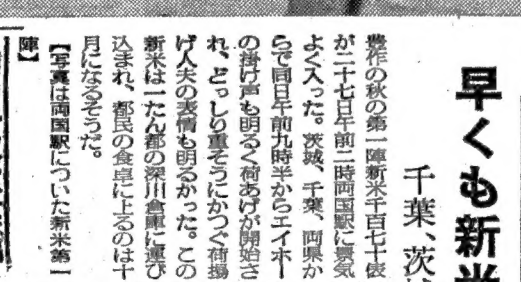 早くも新米
千葉、茨
豊作の秋の第一陣新米千百七十俵
が二十七日午前二時両国駅に景気
よく入った。茨城、千葉、両県か
らで同日午前九時半からエイホー
の掛け声も明るく荷あげが開始さ
れ、どっしり重そうにかつぐ荷揚
げ人夫の表情も明るかった。この
新米は一たん都の深川倉庫に運び
込まれ、都民の食卓に上るのは十
月になるそうだ。
【写真は両国駅についた新米第一
陣】